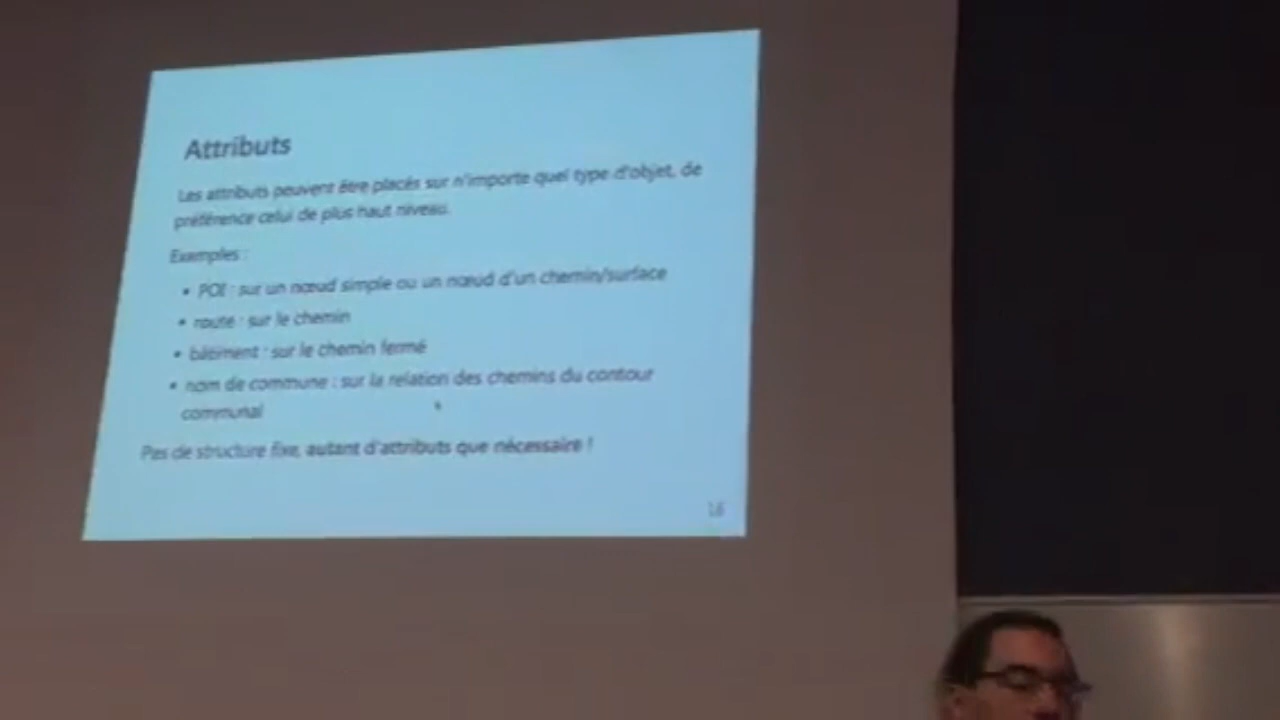 Attributs
Les attributs peuvent être placés sur n'importe quel type d'objet, de
préférence celui de plus haut niveau.
Examples :
• POI : sur un nœud simple ou un nœud d'un chemin/surface
• route : sur le chemin
• bâtiment : sur le chemin fermé
• nom de commune : sur la relation des chemins du contour
communal
Pas de structure fixe, autant d'attributs que nécessaire !
16